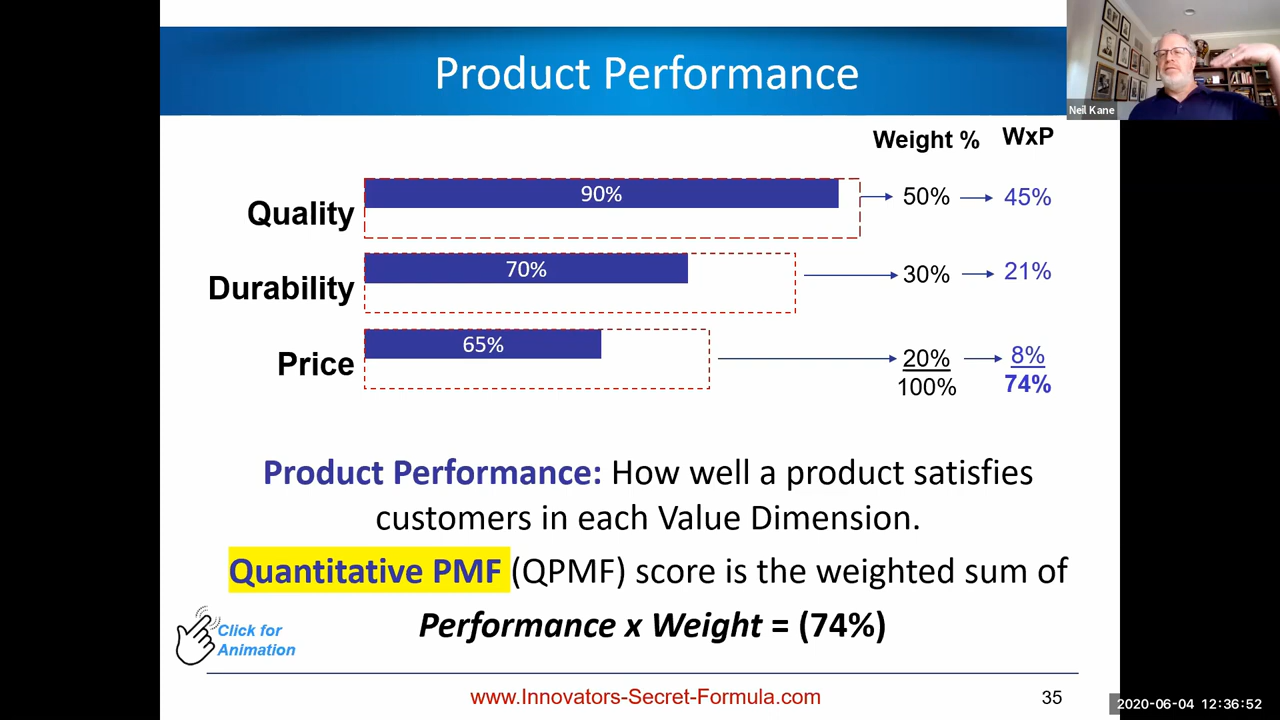 Product Performance
Neil Kane
Weight % WxP
Quality 90% 50% 45%
Durability 70% 30% 21%
Price 65% 20% 8%
100% 74%
Product Performance: How well a product satisfies
customers in each Value Dimension.
Quantitative PMF (QPMF) score is the weighted sum of
Performance x Weight = (74%)
Click for
Animation
www.Innovators-Secret-Formula.com
35
2020-06-04 12:36:52